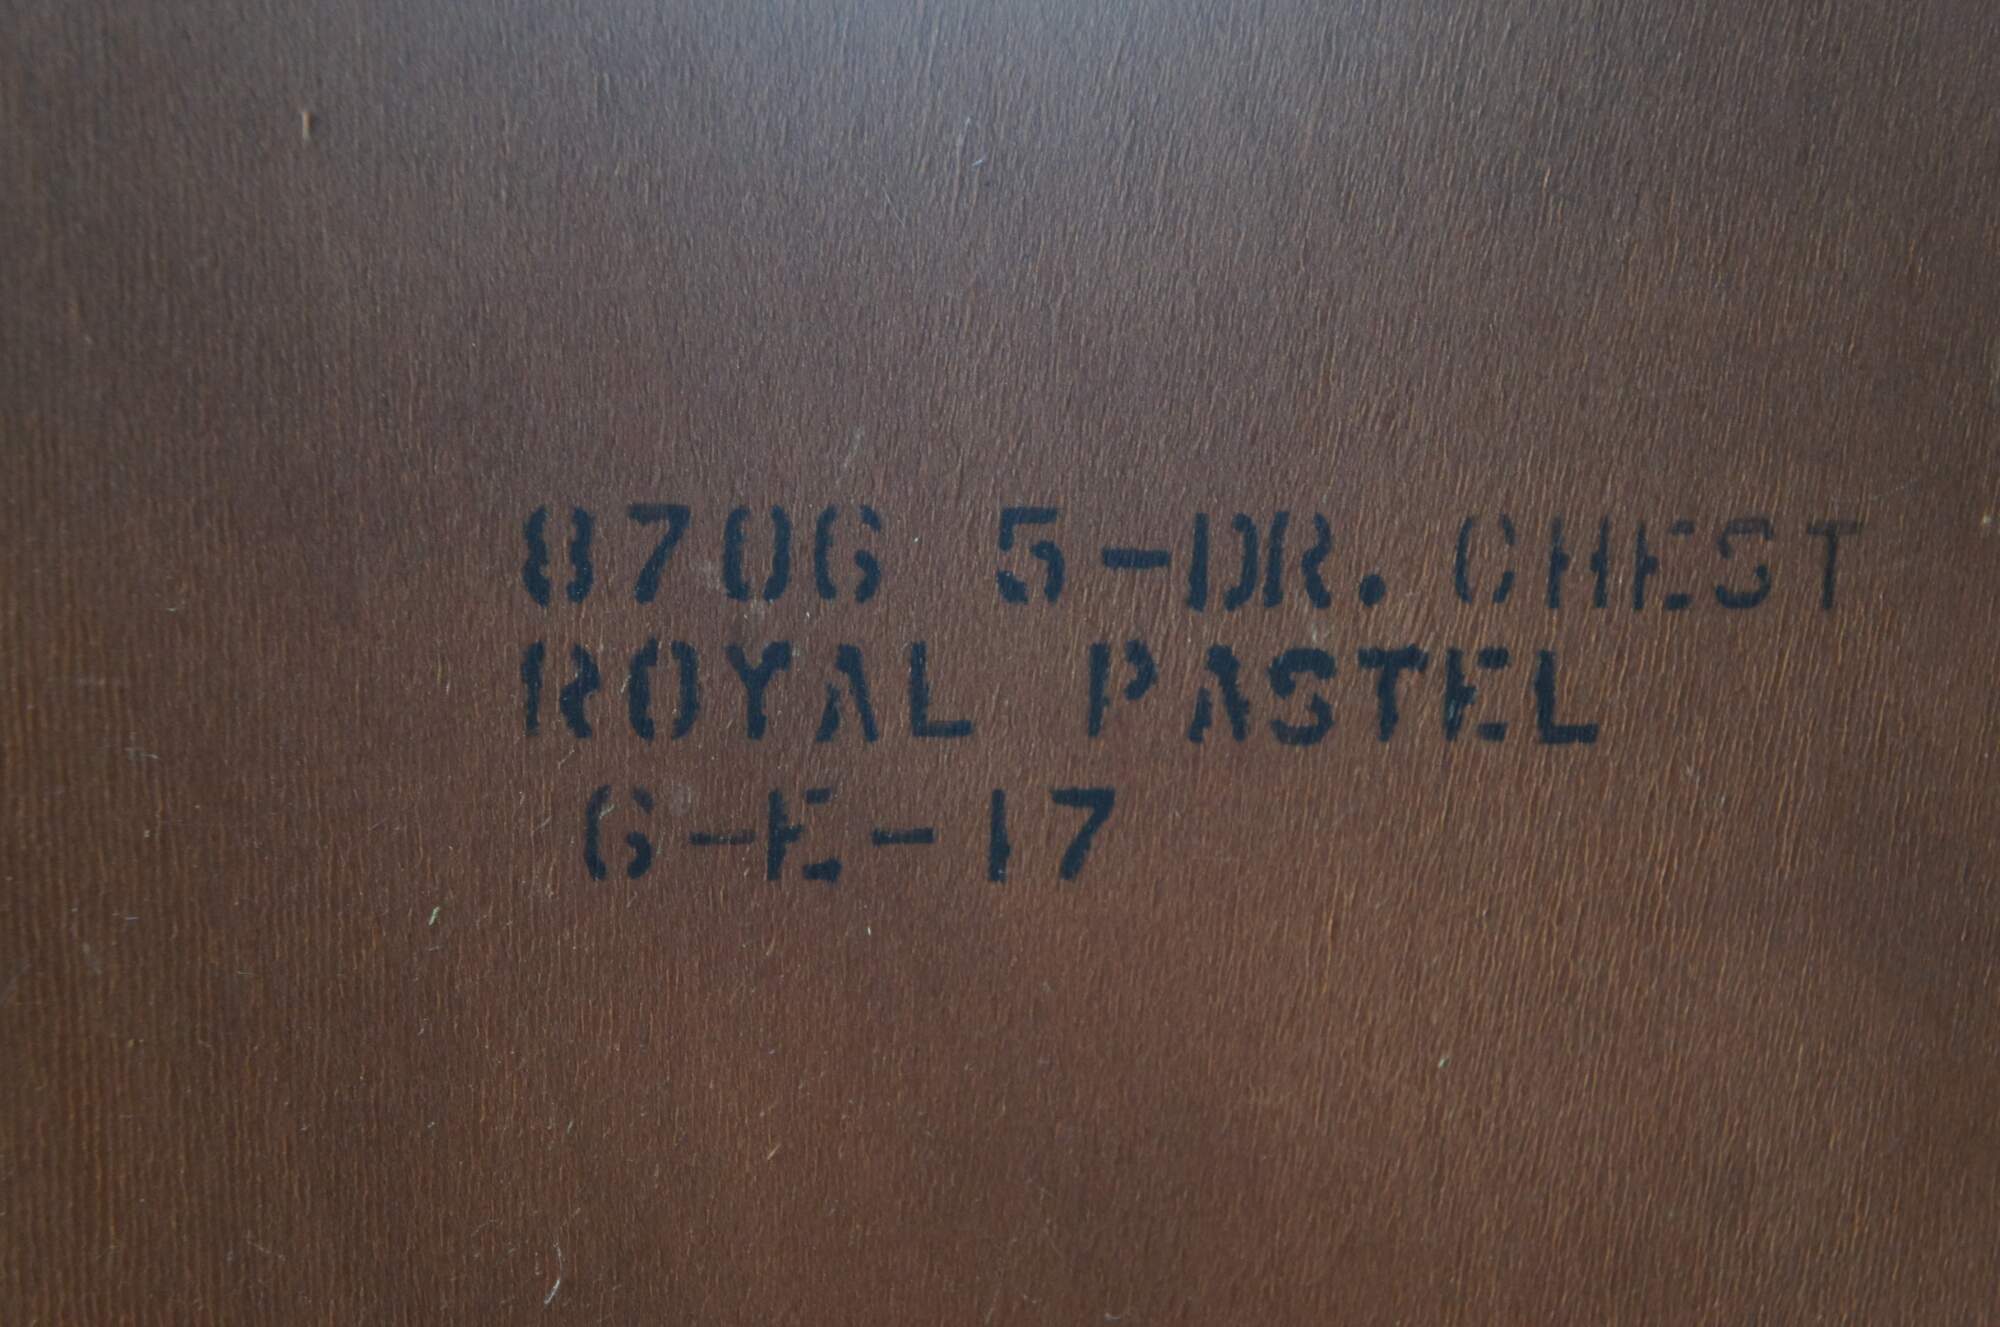 8706 5-DR. CHEST
ROYAL PASTEL
6-E-17